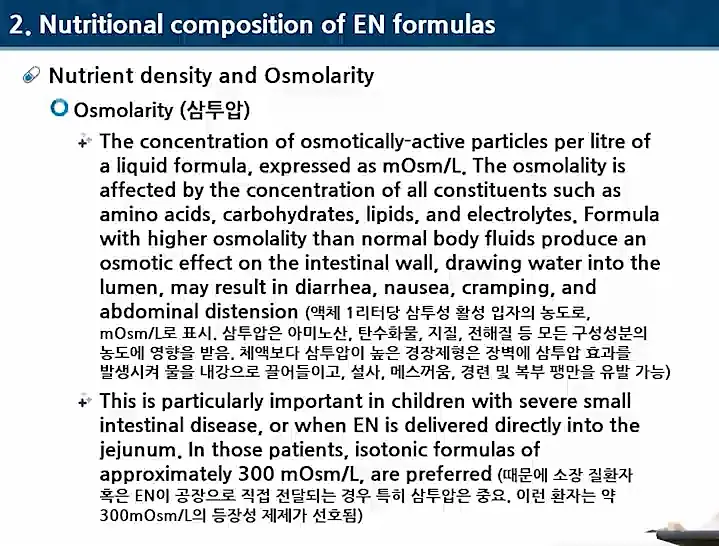 2. Nutritional composition of EN formulas
Nutrient density and Osmolarity
Osmolarity (삼투압)
The concentration of osmotically-active particles per litre of
a liquid formula, expressed as mOsm/L. The osmolality is
affected by the concentration of all constituents such as
amino acids, carbohydrates, lipids, and electrolytes. Formula
with higher osmolality than normal body fluids produce an
osmotic effect on the intestinal wall, drawing water into the
lumen, may result in diarrhea, nausea, cramping, and
abdominal distension (액체 1리터당 삼투성 활성 입자의 농도로,
mOsm/L로 표시. 삼투압은 아미노산, 탄수화물, 지질, 전해질 등 모든 구성성분의
농도에 영향을 받음. 체액보다 삼투압이 높은 경장제형은 장벽에 삼투압 효과를
발생시켜 물을 내강으로 끌어들이고, 설사, 메스꺼움, 경련 및 복부 팽만을 유발 가능)
This is particularly important in children with severe small
intestinal disease, or when EN is delivered directly into the
jejunum. In those patients, isotonic formulas of
approximately 300 mOsm/L, are preferred (때문에 소장 질환자
혹은 EN이 공장으로 직접 전달되는 경우 특히 삼투압은 중요. 이런 환자는 약
300mOsm/L의 등장성 제제가 선호됨)